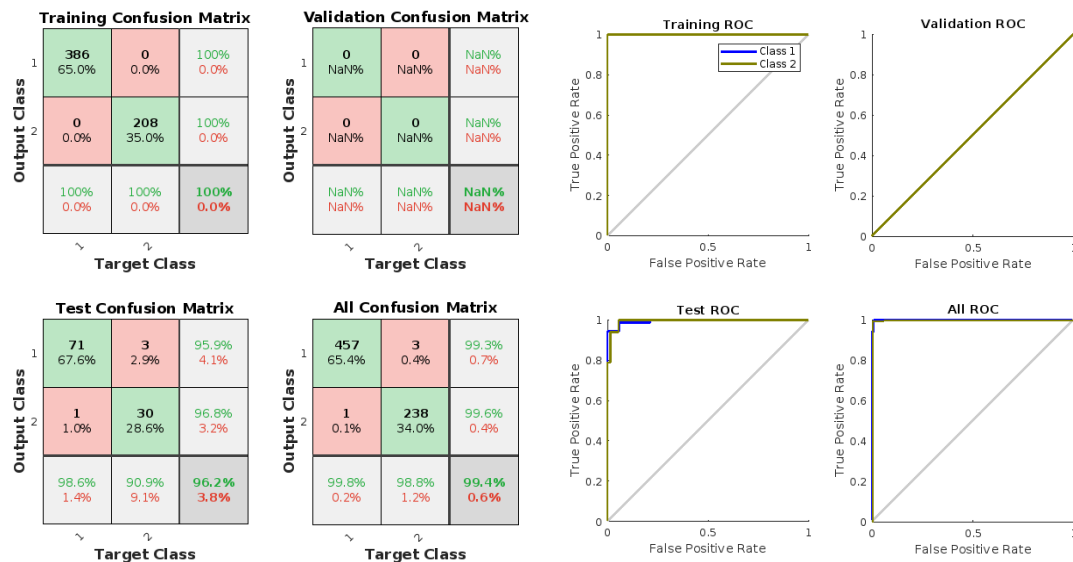 Training Confusion Matrix
386
0
100%
1
65.0%
0.0%
0.0%
0
208
100%
2
0.0%
35.0%
0.0%
100%
100%
100%
0.0%
0.0%
0.0%
1
2
Output Class
Target Class
Validation Confusion Matrix
0
0
NaN%
1
NaN%
NaN%
NaN%
0
0
NaN%
2
NaN%
NaN%
NaN%
NaN%
NaN%
NaN%
NaN%
NaN%
NaN%
1
2
Output Class
Target Class
Training ROC
1
0.8
0.6
0.4
0.2
0
Class 1
Class 2
True Positive Rate
0
0.5
1
False Positive Rate
Validation ROC
1
0.8
0.6
0.4
0.2
0
True Positive Rate
0
0.5
1
False Positive Rate
Test Confusion Matrix
71
3
95.9%
1
67.6%
2.9%
4.1%
1
30
96.8%
2
1.0%
28.6%
3.2%
98.6%
90.9%
96.2%
1.4%
9.1%
3.8%
1
2
Output Class
Target Class
All Confusion Matrix
457
3
99.3%
1
65.4%
0.4%
0.7%
1
238
99.6%
2
0.1%
34.0%
0.4%
99.8%
98.8%
99.4%
0.2%
1.2%
0.6%
1
2
Output Class
Target Class
Test ROC
1
0.8
0.6
0.4
0.2
0
True Positive Rate
0
0.5
1
False Positive Rate
All ROC
1
0.8
0.6
0.4
0.2
0
True Positive Rate
0
0.5
1
False Positive Rate